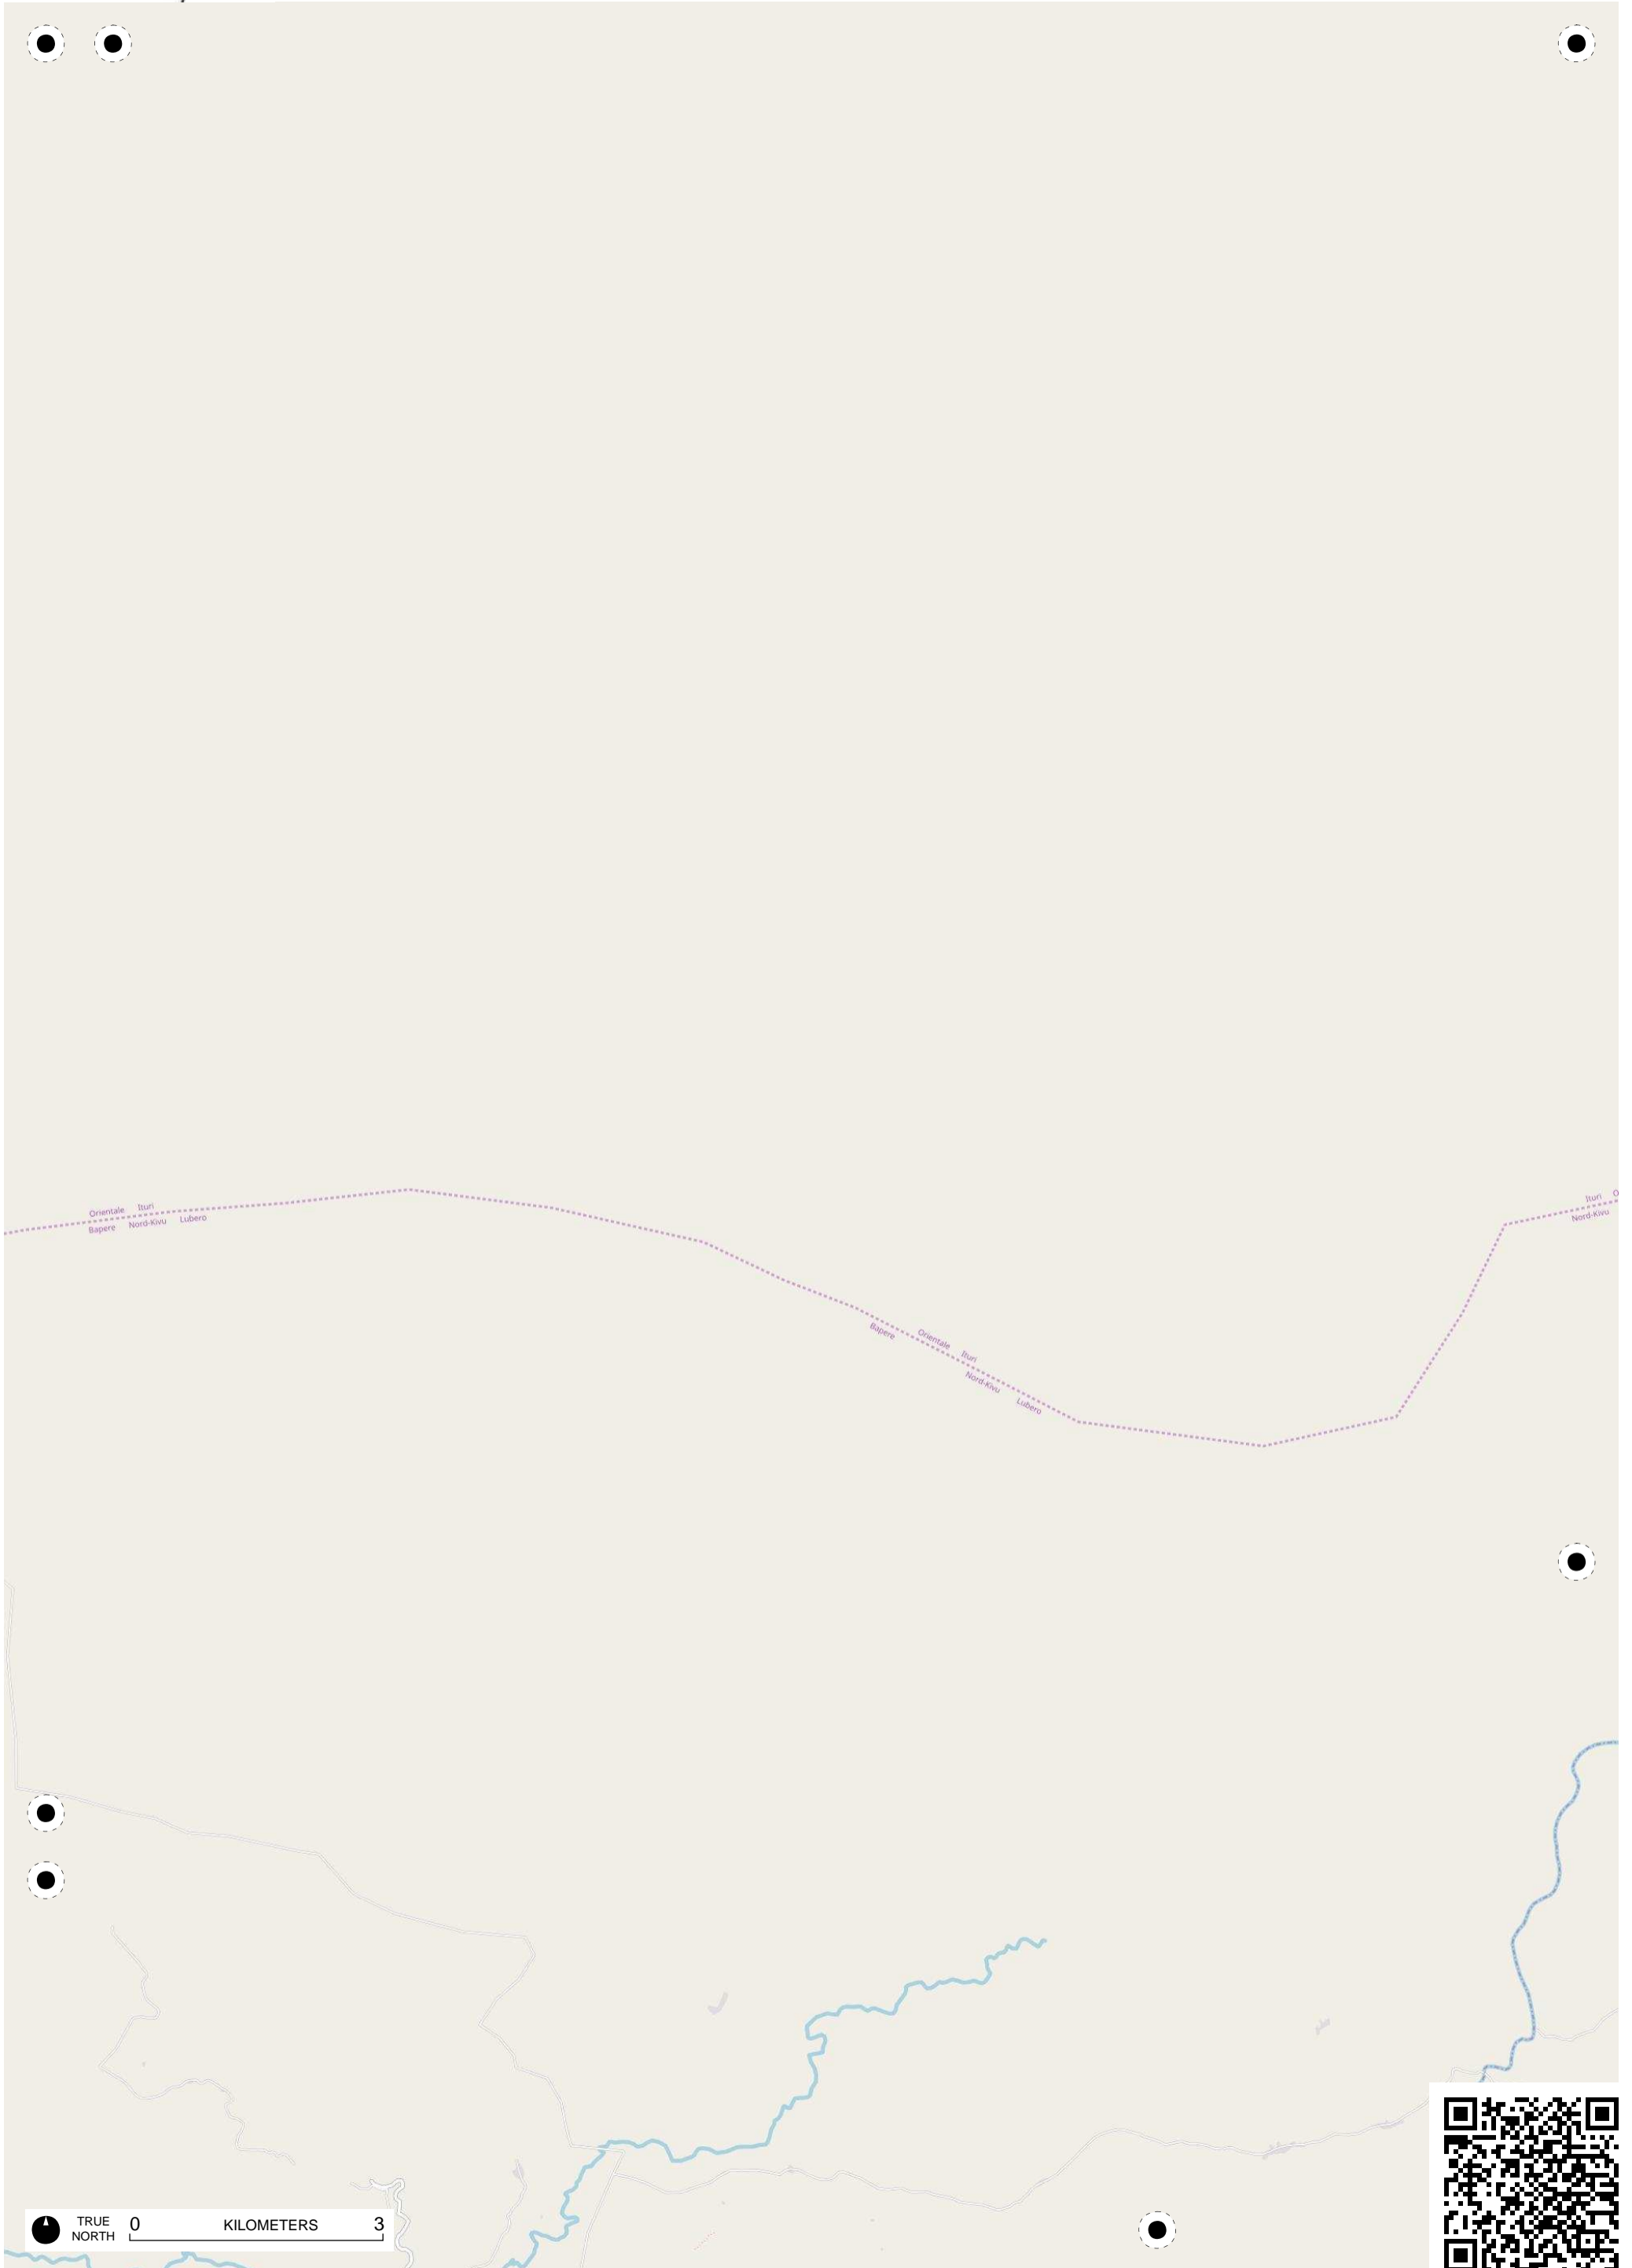 Orientale Ituri
Bapere Nord-Kivu Lubero
Ituri
Nord-Kivu
Orientale Ituri
Bapere Nord-Kivu Lubero
TRUE NORTH
0 KILOMETERS 3